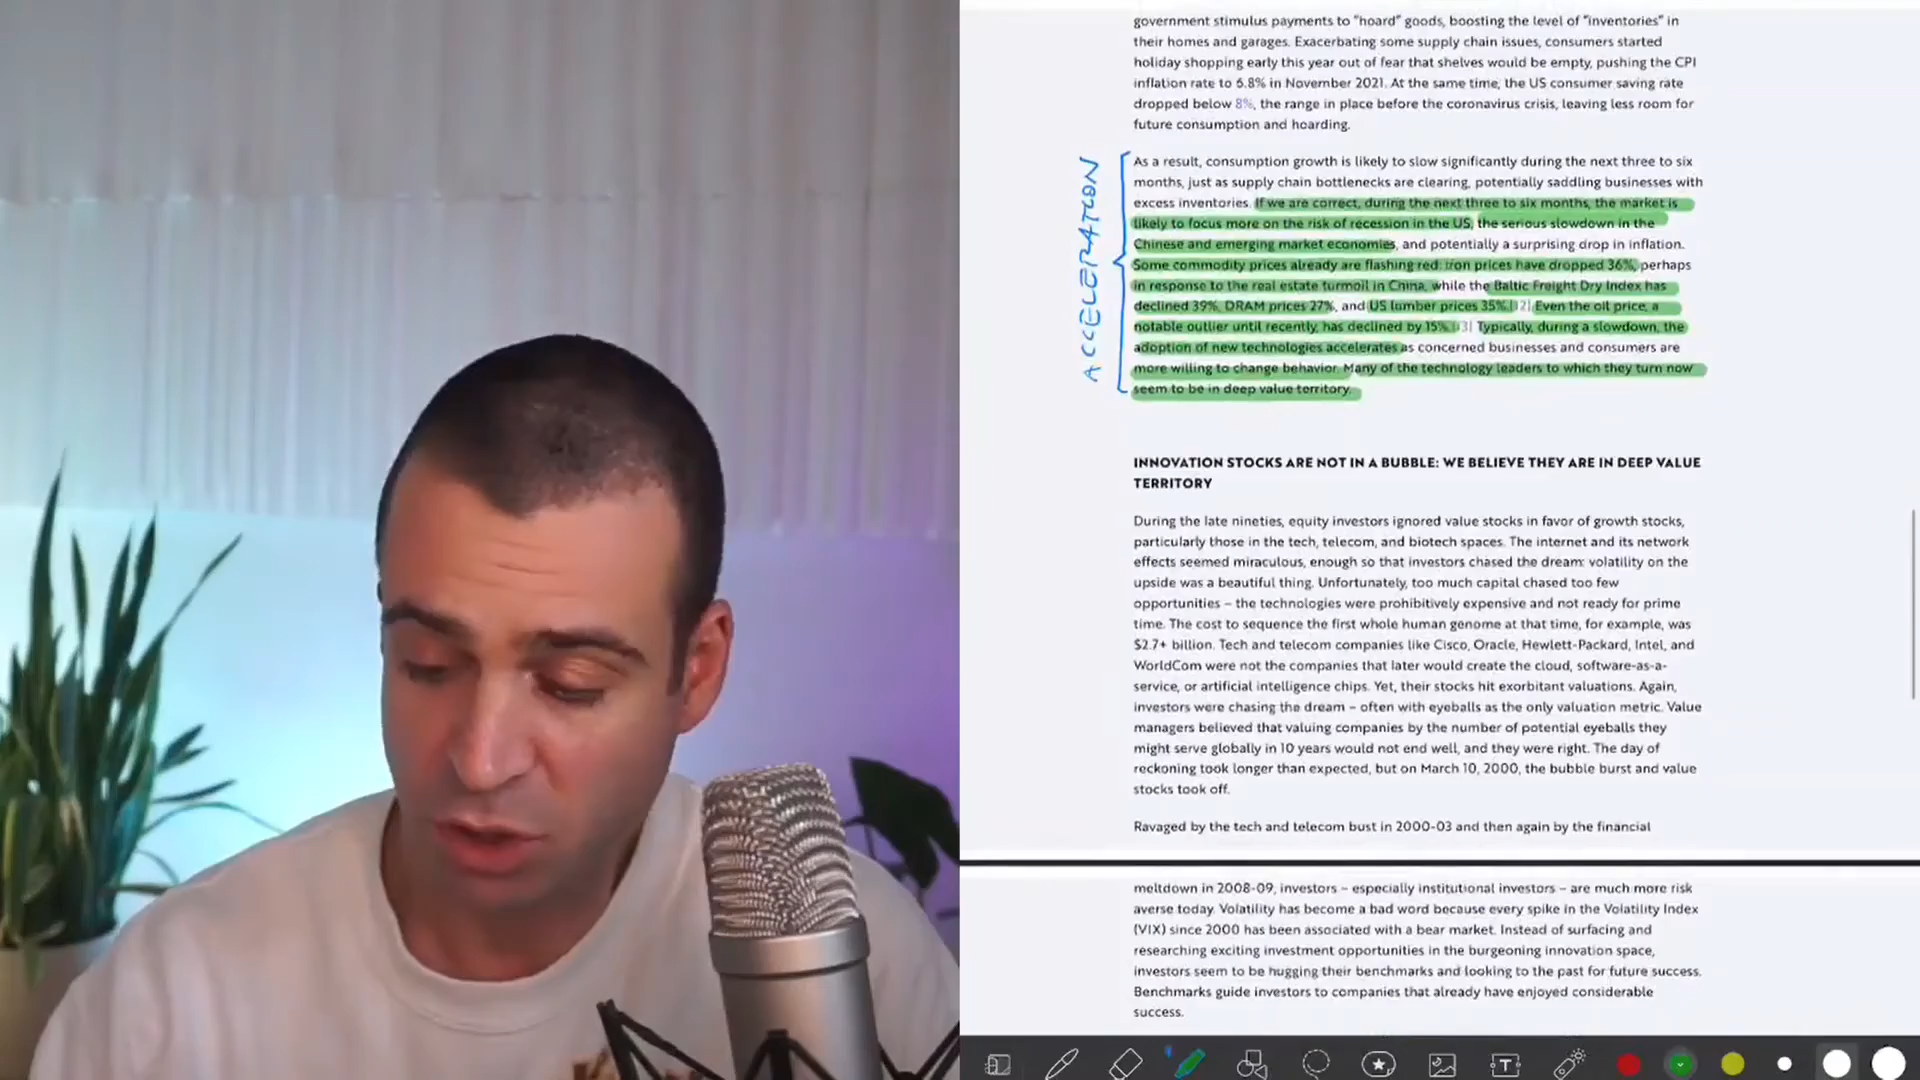 government stimulus payments to "hoard" goods, boosting the level of "inventories" in
their homes and garages. Exacerbating some supply chain issues, consumers started
holiday shopping early this year out of fear that shelves would be empty, pushing the CPI
inflation rate to 6.8% in November 2021. At the same time, the US consumer saving rate
dropped below 8%, the range in place before the coronavirus crisis, leaving less room for
future consumption and hoarding.
ACCELERATION
As a result, consumption growth is likely to slow significantly during the next three to six
months, just as supply chain bottlenecks are clearing, potentially saddling businesses with
excess inventories. If we are correct, during the next three to six months, the market is
likely to focus more on the risk of recession in the US, the serious slowdown in the
Chinese and emerging market economies, and potentially a surprising drop in inflation.
Some commodity prices already are flashing red: iron prices have dropped 36%, perhaps
in response to the real estate turmoil in China, while the Baltic Freight Dry Index has
declined 39%, DRAM prices 27%, and US lumber prices 35%.[12] Even the oil price, a
notable outlier until recently, has declined by 15%.[13] Typically, during a slowdown, the
adoption of new technologies accelerates as concerned businesses and consumers are
more willing to change behavior. Many of the technology leaders to which they turn now
seem to be in deep value territory.
INNOVATION STOCKS ARE NOT IN A BUBBLE: WE BELIEVE THEY ARE IN DEEP VALUE
TERRITORY
During the late nineties, equity investors ignored value stocks in favor of growth stocks,
particularly those in the tech, telecom, and biotech spaces. The internet and its network
effects seemed miraculous, enough so that investors chased the dream: volatility on the
upside was a beautiful thing. Unfortunately, too much capital chased too few
opportunities – the technologies were prohibitively expensive and not ready for prime
time. The cost to sequence the first whole human genome at that time, for example, was
$2.7+ billion. Tech and telecom companies like Cisco, Oracle, Hewlett-Packard, Intel, and
WorldCom were not the companies that later would create the cloud, software-as-a-
service, or artificial intelligence chips. Yet, their stocks hit exorbitant valuations. Again,
investors were chasing the dream – often with eyeballs as the only valuation metric. Value
managers believed that valuing companies by the number of potential eyeballs they
might serve globally in 10 years would not end well, and they were right. The day of
reckoning took longer than expected, but on March 10, 2000, the bubble burst and value
stocks took off.
Ravaged by the tech and telecom bust in 2000-03 and then again by the financial
meltdown in 2008-09, investors – especially institutional investors – are much more risk
averse today. Volatility has become a bad word because every spike in the Volatility Index
(VIX) since 2000 has been associated with a bear market. Instead of surfacing and
researching exciting investment opportunities in the burgeoning innovation space,
investors seem to be hugging their benchmarks and looking to the past for future success.
Benchmarks guide investors to companies that already have enjoyed considerable
success.
T